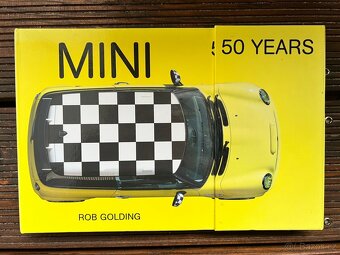 MINI 50 YEARS
ROB GOLDING